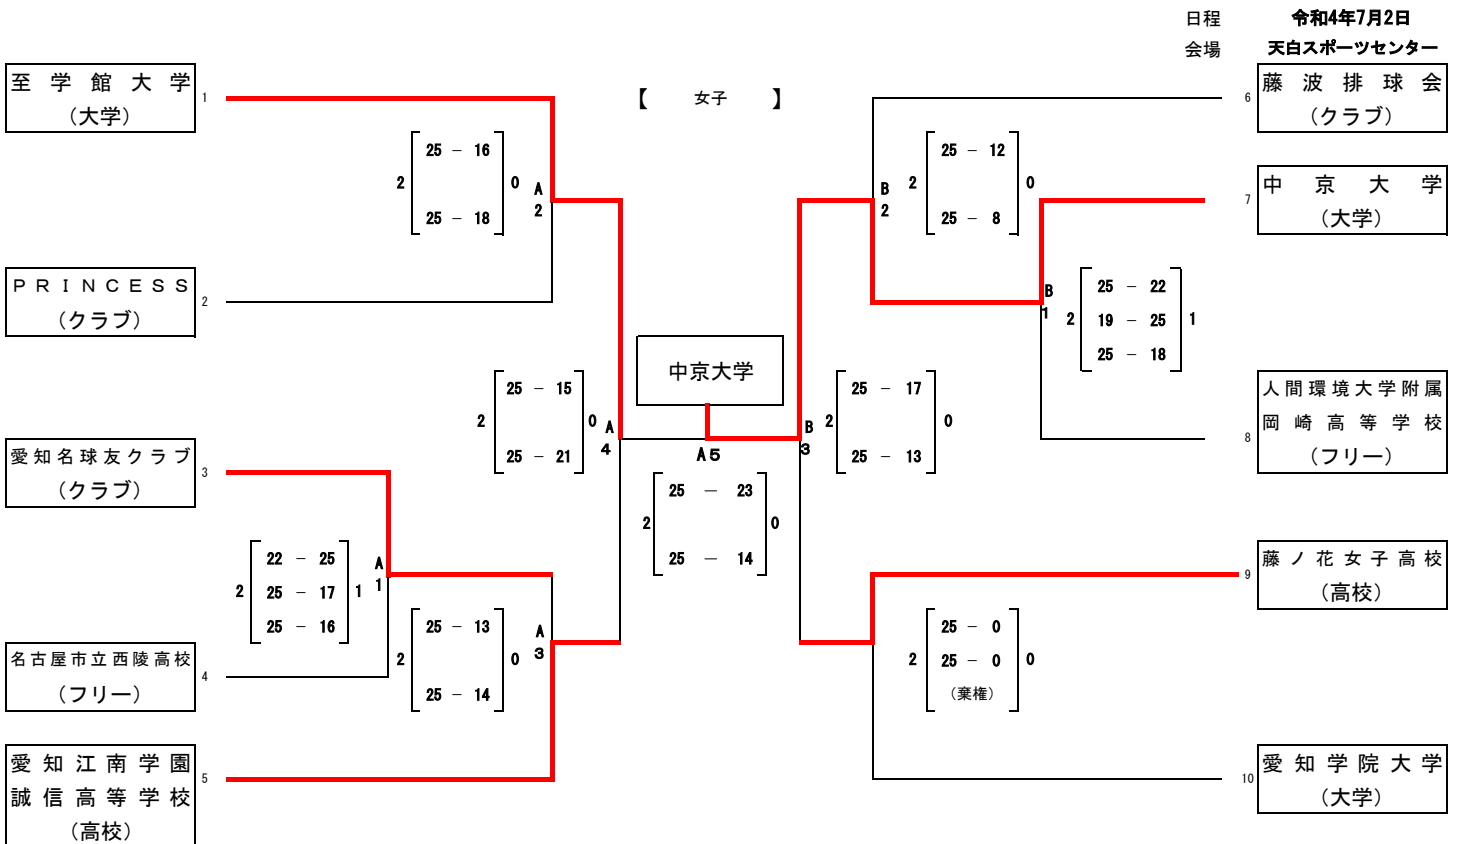 日程 令和4年7月2日
会場 天白スポーツセンター
【 女子 】
至学館大学
（大学）
1
25 － 16
2 0
25 － 18
A
2
PRINCESS
（クラブ）
2
愛知名球友クラブ
（クラブ）
3
22 － 25
2 25 － 17 1
25 － 16
A
1
名古屋市立西陵高校
（フリー）
4
25 － 13
2 0
25 － 14
A
3
愛知江南学園
誠信高等学校
（高校）
5
25 － 15
2 0
25 － 21
A
4
中京大学
A5
25 － 23
2 0
25 － 14
藤波排球会
（クラブ）
6
25 － 12
2 0
25 － 8
B
2
中京大学
（大学）
7
25 － 22
2 19 － 25 1
25 － 18
B
1
人間環境大学附属
岡崎高等学校
（フリー）
8
25 － 17
2 0
25 － 13
B
3
藤ノ花女子高校
（高校）
9
25 － 0
2 25 － 0 0
（棄権）
愛知学院大学
（大学）
10